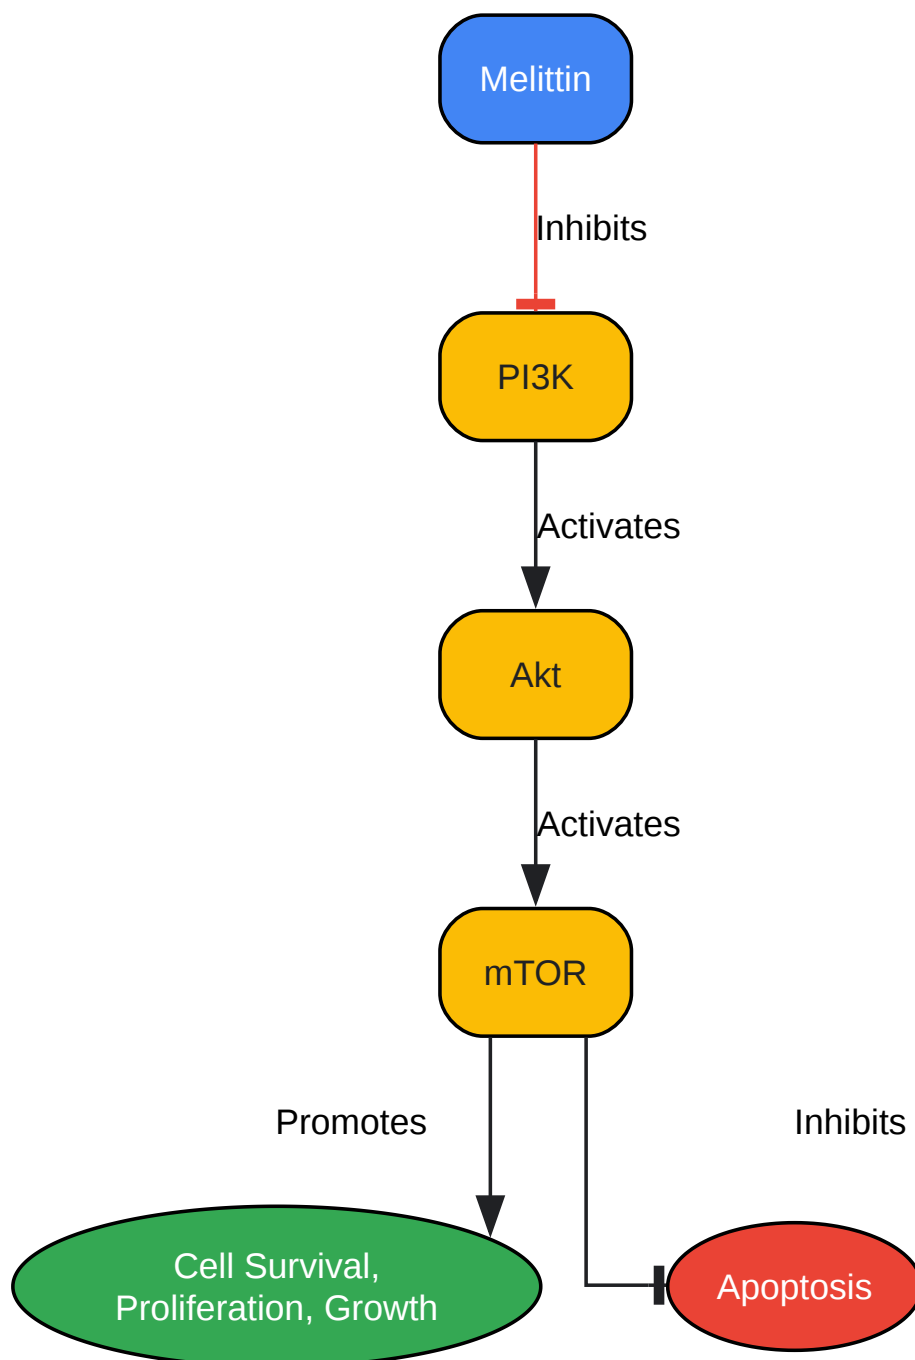 Melittin
Inhibits
PI3K
Activates
Akt
Activates
mTOR
Promotes
Inhibits
Cell Survival,
Proliferation, Growth
Apoptosis